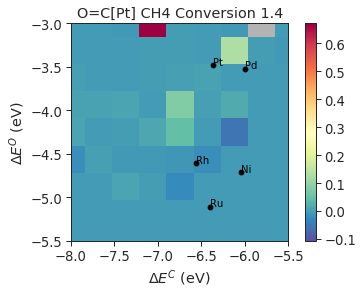 O=C[Pt] CH4 Conversion 1.4
−3.0
−3.5
−4.0
−4.5
−5.0
−5.5
ΔE^O (eV)
Pt
Pd
Rh
Ni
Ru
−8.0 −7.5 −7.0 −6.5 −6.0 −5.5
ΔE^C (eV)
0.6
0.5
0.4
0.3
0.2
0.1
0.0
−0.1